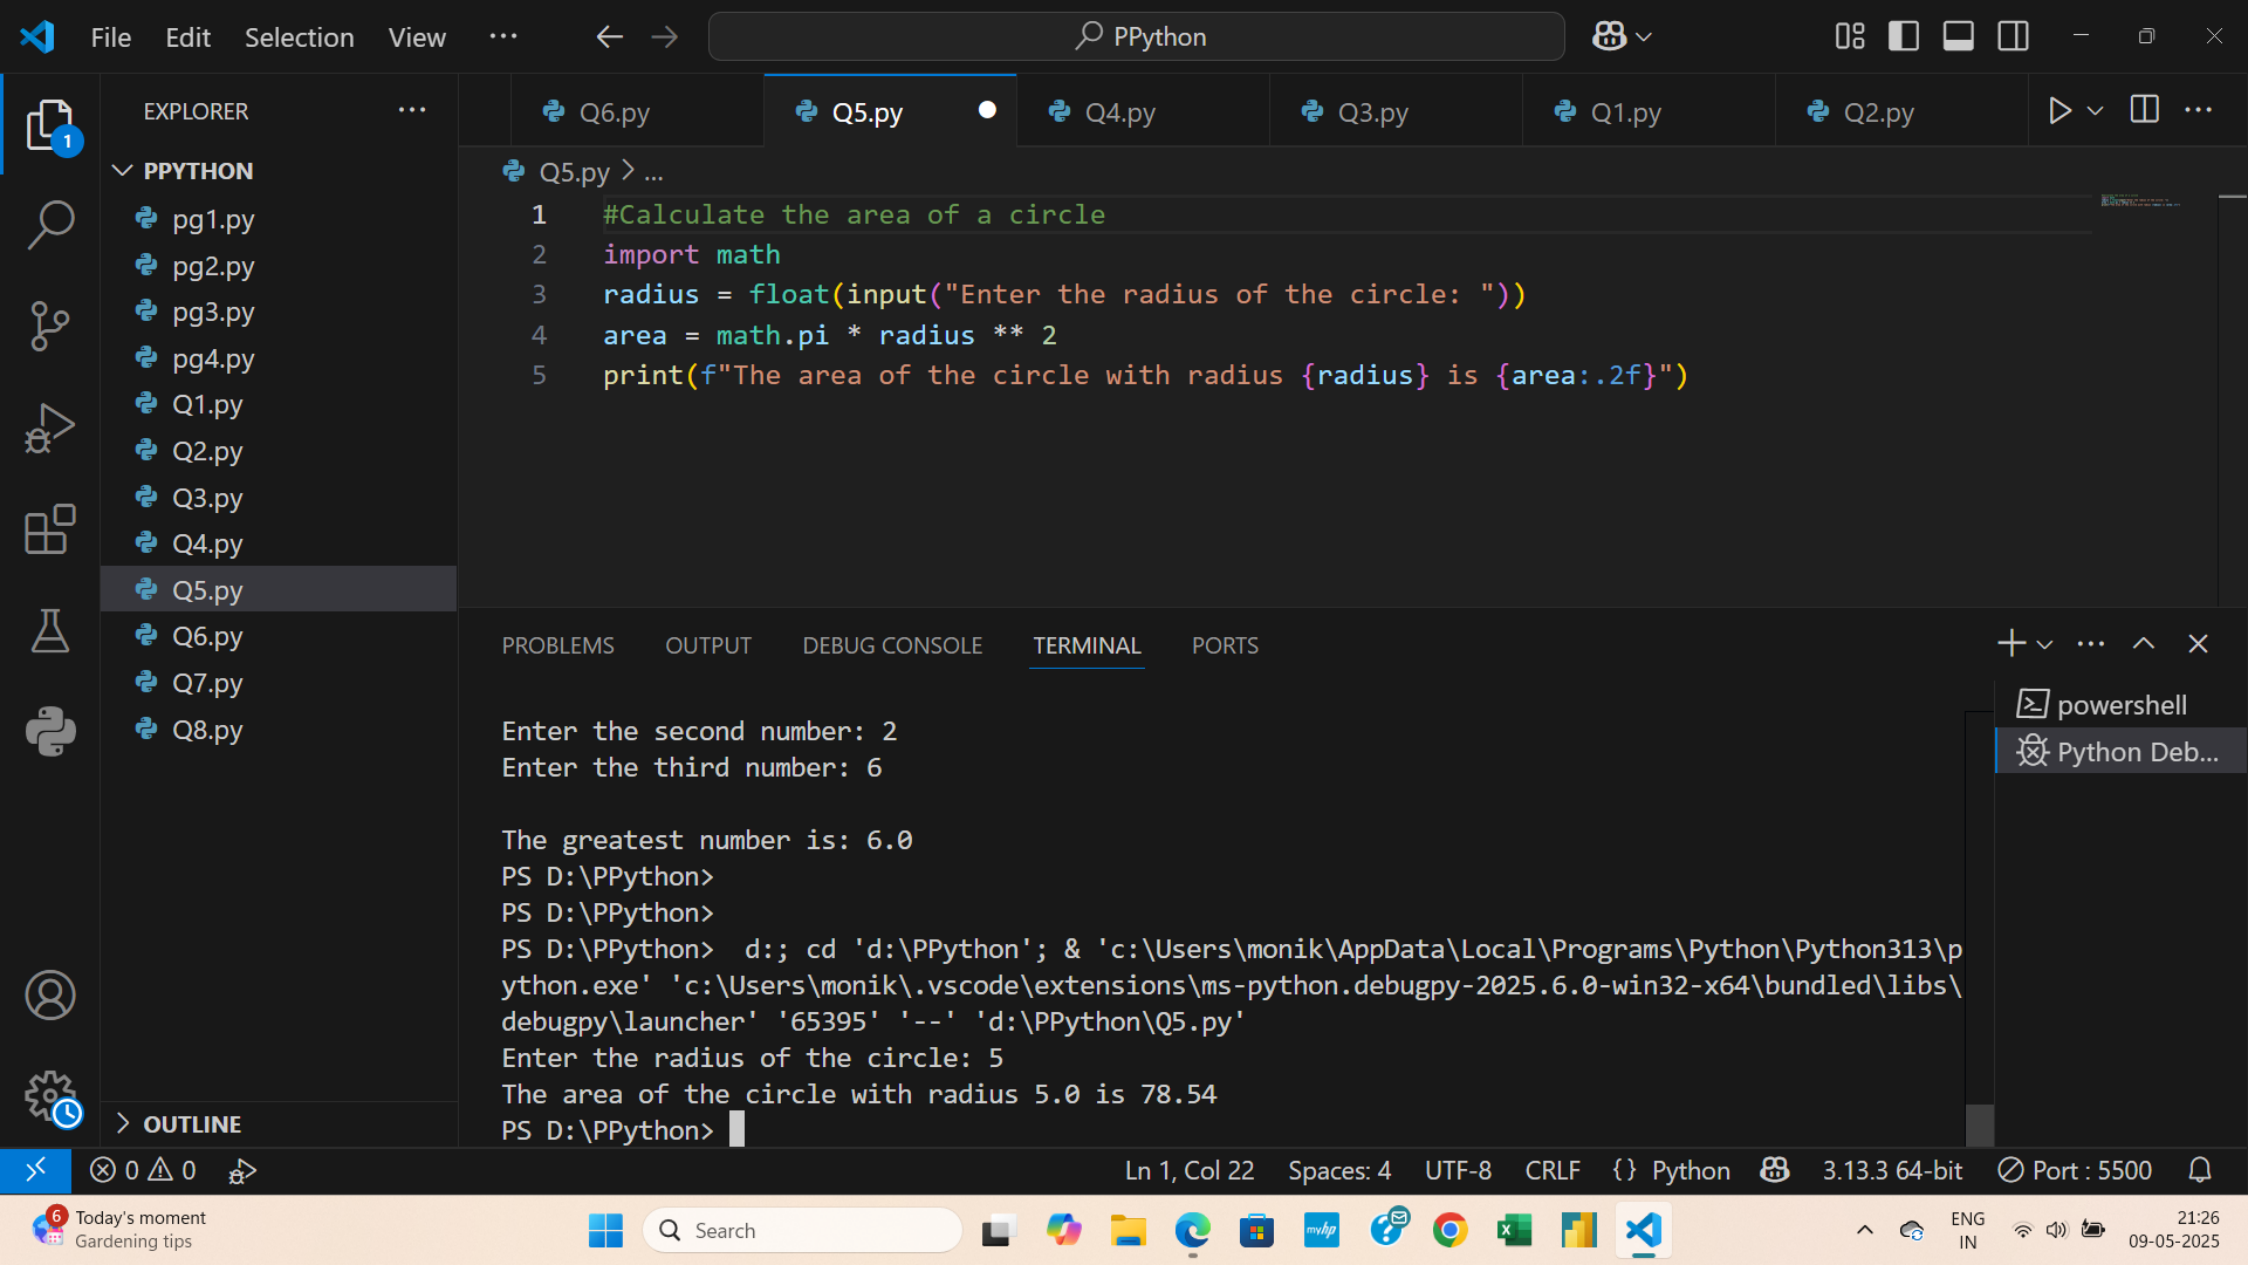 File Edit Selection View ···
PPython
EXPLORER ···
1
PPYTHON
pg1.py
pg2.py
pg3.py
pg4.py
Q1.py
Q2.py
Q3.py
Q4.py
Q5.py
Q6.py
Q7.py
Q8.py
OUTLINE
Q6.py Q5.py Q4.py Q3.py Q1.py Q2.py ···
Q5.py > ...
1 #Calculate the area of a circle
2 import math
3 radius = float(input("Enter the radius of the circle: "))
4 area = math.pi * radius ** 2
5 print(f"The area of the circle with radius {radius} is {area:.2f}")
PROBLEMS OUTPUT DEBUG CONSOLE TERMINAL PORTS
Enter the second number: 2
Enter the third number: 6
The greatest number is: 6.0
PS D:\PPython>
PS D:\PPython>
PS D:\PPython>  d:; cd 'd:\PPython'; & 'c:\Users\monik\AppData\Local\Programs\Python\Python313\p
ython.exe' 'c:\Users\monik\.vscode\extensions\ms-python.debugpy-2025.6.0-win32-x64\bundled\libs\
debugpy\launcher' '65395' '--' 'd:\PPython\Q5.py'
Enter the radius of the circle: 5
The area of the circle with radius 5.0 is 78.54
PS D:\PPython>
powershell
Python Deb...
0 0 Ln 1, Col 22 Spaces: 4 UTF-8 CRLF {} Python 3.13.3 64-bit Port : 5500
6
Today's moment
Gardening tips
Search
myhp
ENG
IN
21:26
09-05-2025